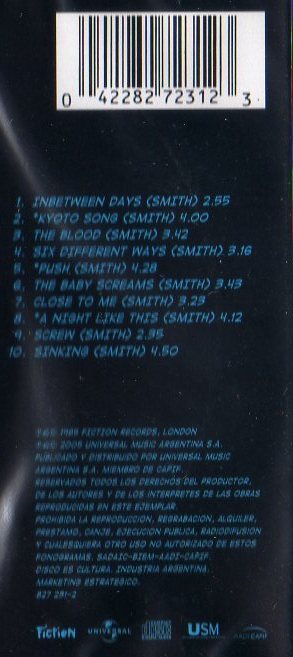 0 42282 72312 3
1. INBETWEEN DAYS (SMITH) 2.55
2. *KYOTO SONG (SMITH) 4.00
3. THE BLOOD (SMITH) 3.42
4. SIX DIFFERENT WAYS (SMITH) 3.16
5. *PUSH (SMITH) 4.28
6. THE BABY SCREAMS (SMITH) 3.43
7. CLOSE TO ME (SMITH) 3.23
8. *A NIGHT LIKE THIS (SMITH) 4.12
9. SCREW (SMITH) 2.35
10. SINKING (SMITH) 4.50
℗© 1985 FICTION RECORDS, LONDON
℗© 2005 UNIVERSAL MUSIC ARGENTINA S.A.
PUBLICADO Y DISTRIBUIDO POR UNIVERSAL MUSIC
ARGENTINA S.A. MIEMBRO DE CAPIF.
RESERVADOS TODOS LOS DERECHOS DEL PRODUCTOR,
DE LOS AUTORES Y DE LOS INTERPRETES DE LAS OBRAS
REPRODUCIDAS EN ESTE EJEMPLAR.
PROHIBIDA LA REPRODUCCION, REGRABACION, ALQUILER,
PRESTAMO, CANJE, EJECUCION PUBLICA, RADIODIFUSION
Y CUALESQUIERA OTRO USO NO AUTORIZADO DE ESTOS
FONOGRAMAS. SADAIC-BIEM-AADI-CAPIF.
DISCO ES CULTURA. INDUSTRIA ARGENTINA.
MARKETING ESTRATEGICO.
827 231-2
Fiction UNIVERSAL USM AADI CAPIF